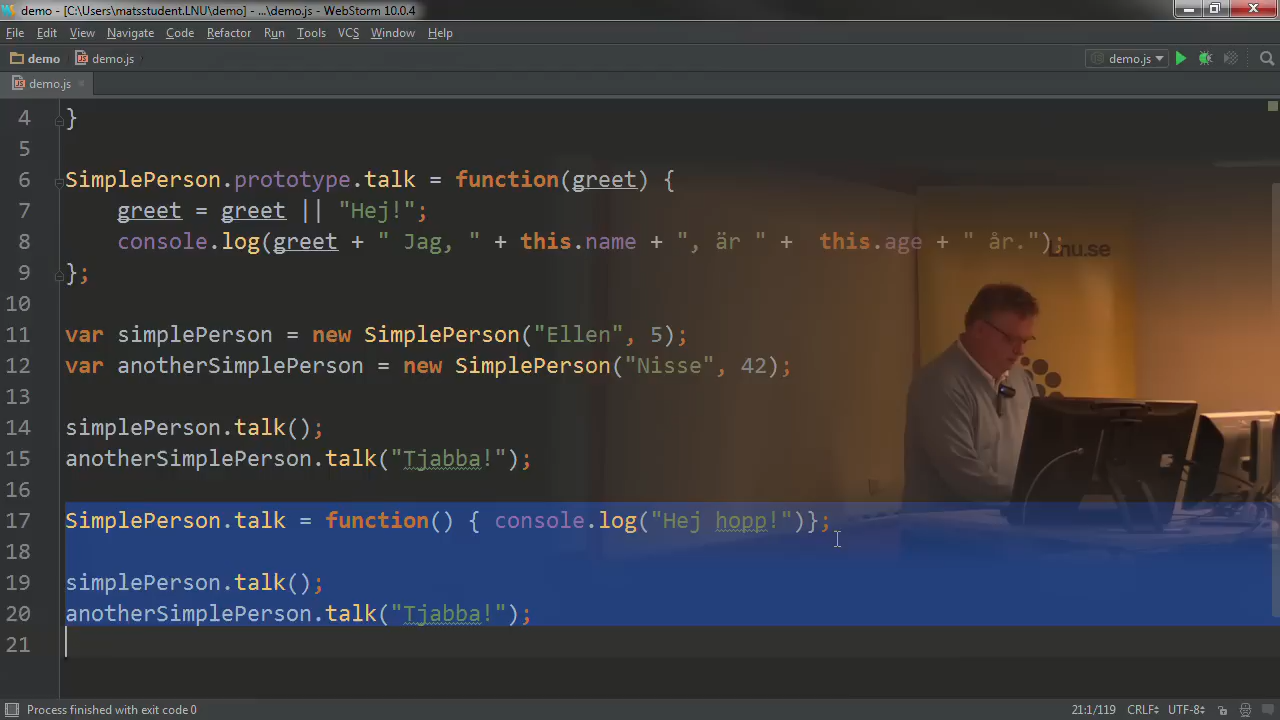 demo - [C:\Users\matsstudent.LNU\demo] - ...\demo.js - WebStorm 10.0.4
File Edit View Navigate Code Refactor Run Tools VCS Window Help
demo demo.js demo.js
demo.js
4 }
5
6 SimplePerson.prototype.talk = function(greet) {
7 greet = greet || "Hej!";
8 console.log(greet + " Jag, " + this.name + ", är " +  this.age + " år.");
Lnu.se
9 };
10
11 var simplePerson = new SimplePerson("Ellen", 5);
12 var anotherSimplePerson = new SimplePerson("Nisse", 42);
13
14 simplePerson.talk();
15 anotherSimplePerson.talk("Tjabba!");
16
17 SimplePerson.talk = function() { console.log("Hej hopp!")};
18
19 simplePerson.talk();
20 anotherSimplePerson.talk("Tjabba!");
21
Process finished with exit code 0 21:1/119 CRLF UTF-8